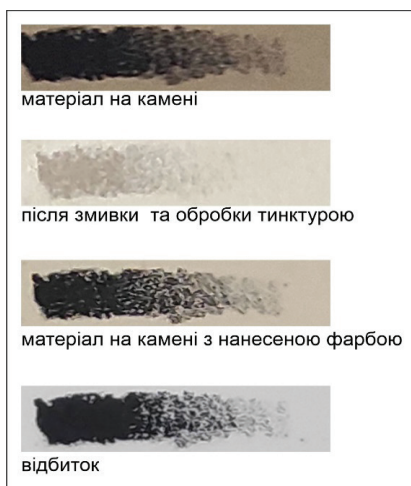 матеріал на камені
після змивки та обробки тинктурою
матеріал на камені з нанесеною фарбою
відбиток